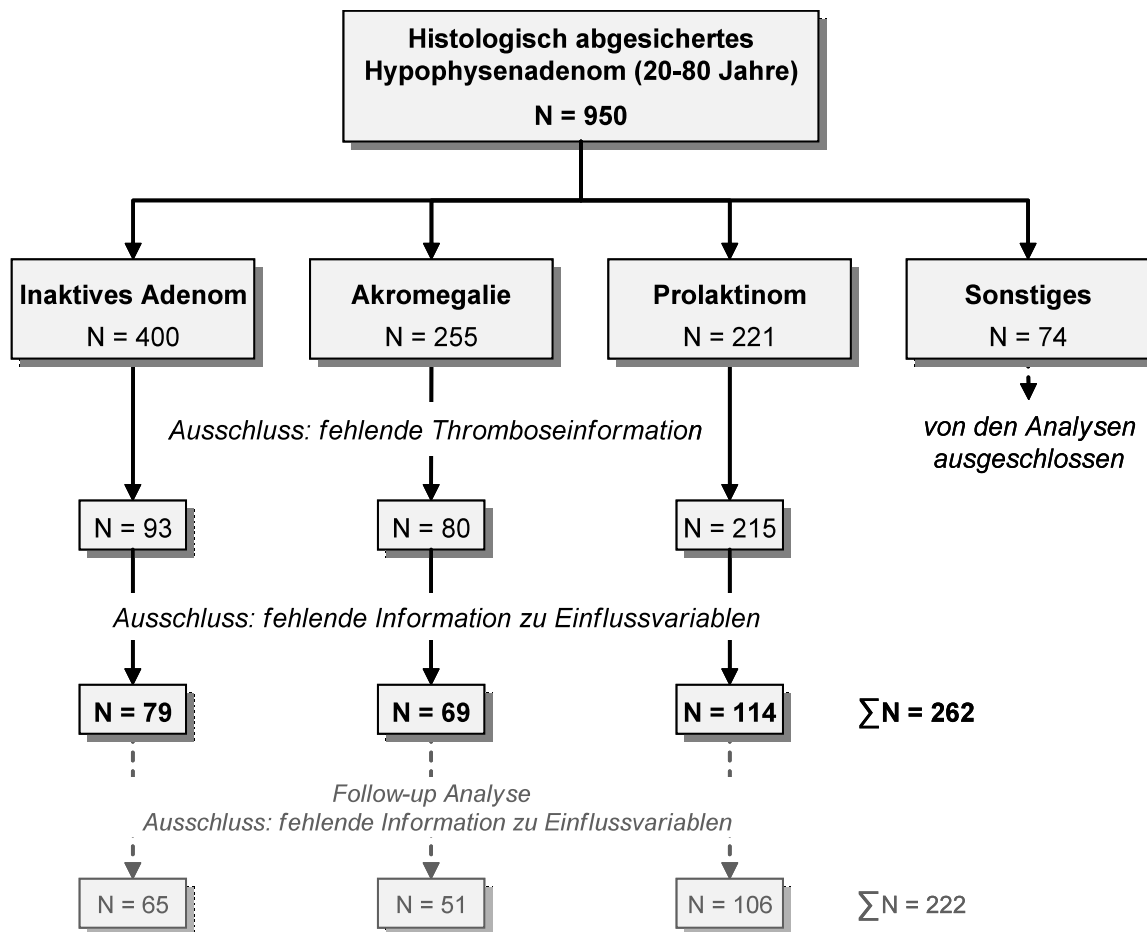 Histologisch abgesichertes
Hypophysenadenom (20-80 Jahre)
N = 950
Inaktives Adenom
N = 400
Akromegalie
N = 255
Prolaktinom
N = 221
Sonstiges
N = 74
Ausschluss: fehlende Thromboseinformation
von den Analysen
ausgeschlossen
N = 93
N = 80
N = 215
Ausschluss: fehlende Information zu Einflussvariablen
N = 79
N = 69
N = 114
∑N = 262
Follow-up Analyse
Ausschluss: fehlende Information zu Einflussvariablen
N = 65
N = 51
N = 106
∑N = 222